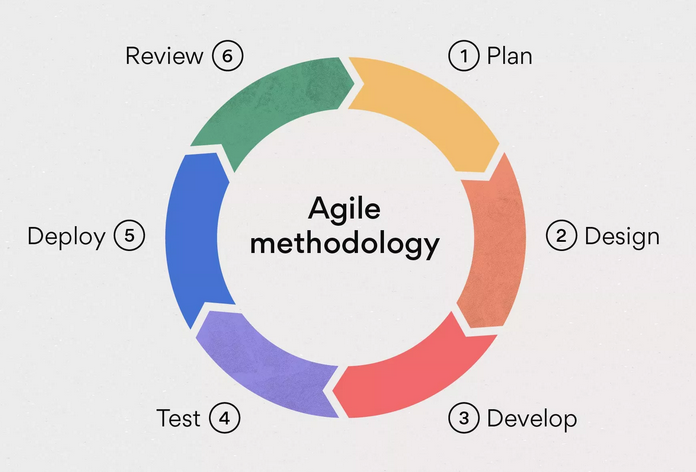 Agile
methodology
1 Plan
2 Design
3 Develop
4 Test
5 Deploy
6 Review